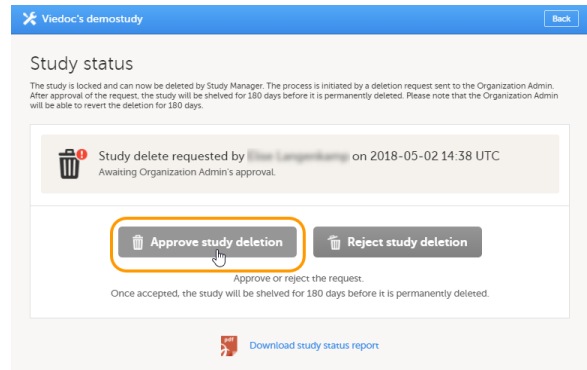 Viedoc's demostudy
Back
Study status
The study is locked and can now be deleted by Study Manager. The process is initiated by a deletion request sent to the Organization Admin.
After approval of the request, the study will be shelved for 180 days before it is permanently deleted. Please note that the Organization Admin
will be able to revert the deletion for 180 days.
Study delete requested by on 2018-05-02 14:38 UTC
Awaiting Organization Admin's approval.
Approve study deletion
Reject study deletion
Approve or reject the request.
Once accepted, the study will be shelved for 180 days before it is permanently deleted.
pdf
Download study status report